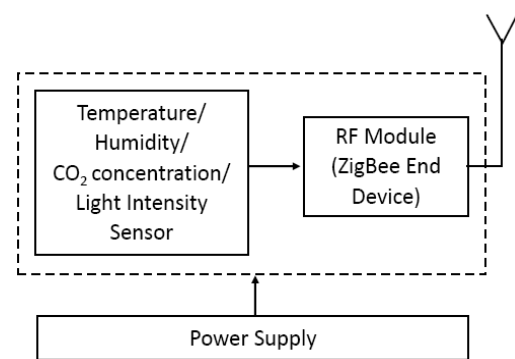 Temperature/
Humidity/
CO₂ concentration/
Light Intensity
Sensor
RF Module
(ZigBee End
Device)
Power Supply